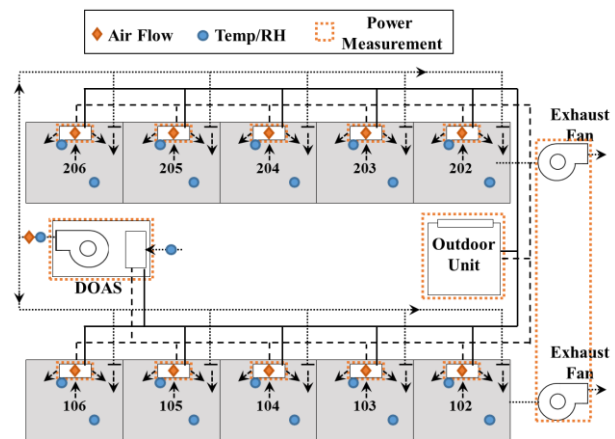 Air Flow
Temp/RH
Power
Measurement
Exhaust
Fan
206
205
204
203
202
DOAS
Outdoor
Unit
Exhaust
Fan
106
105
104
103
102